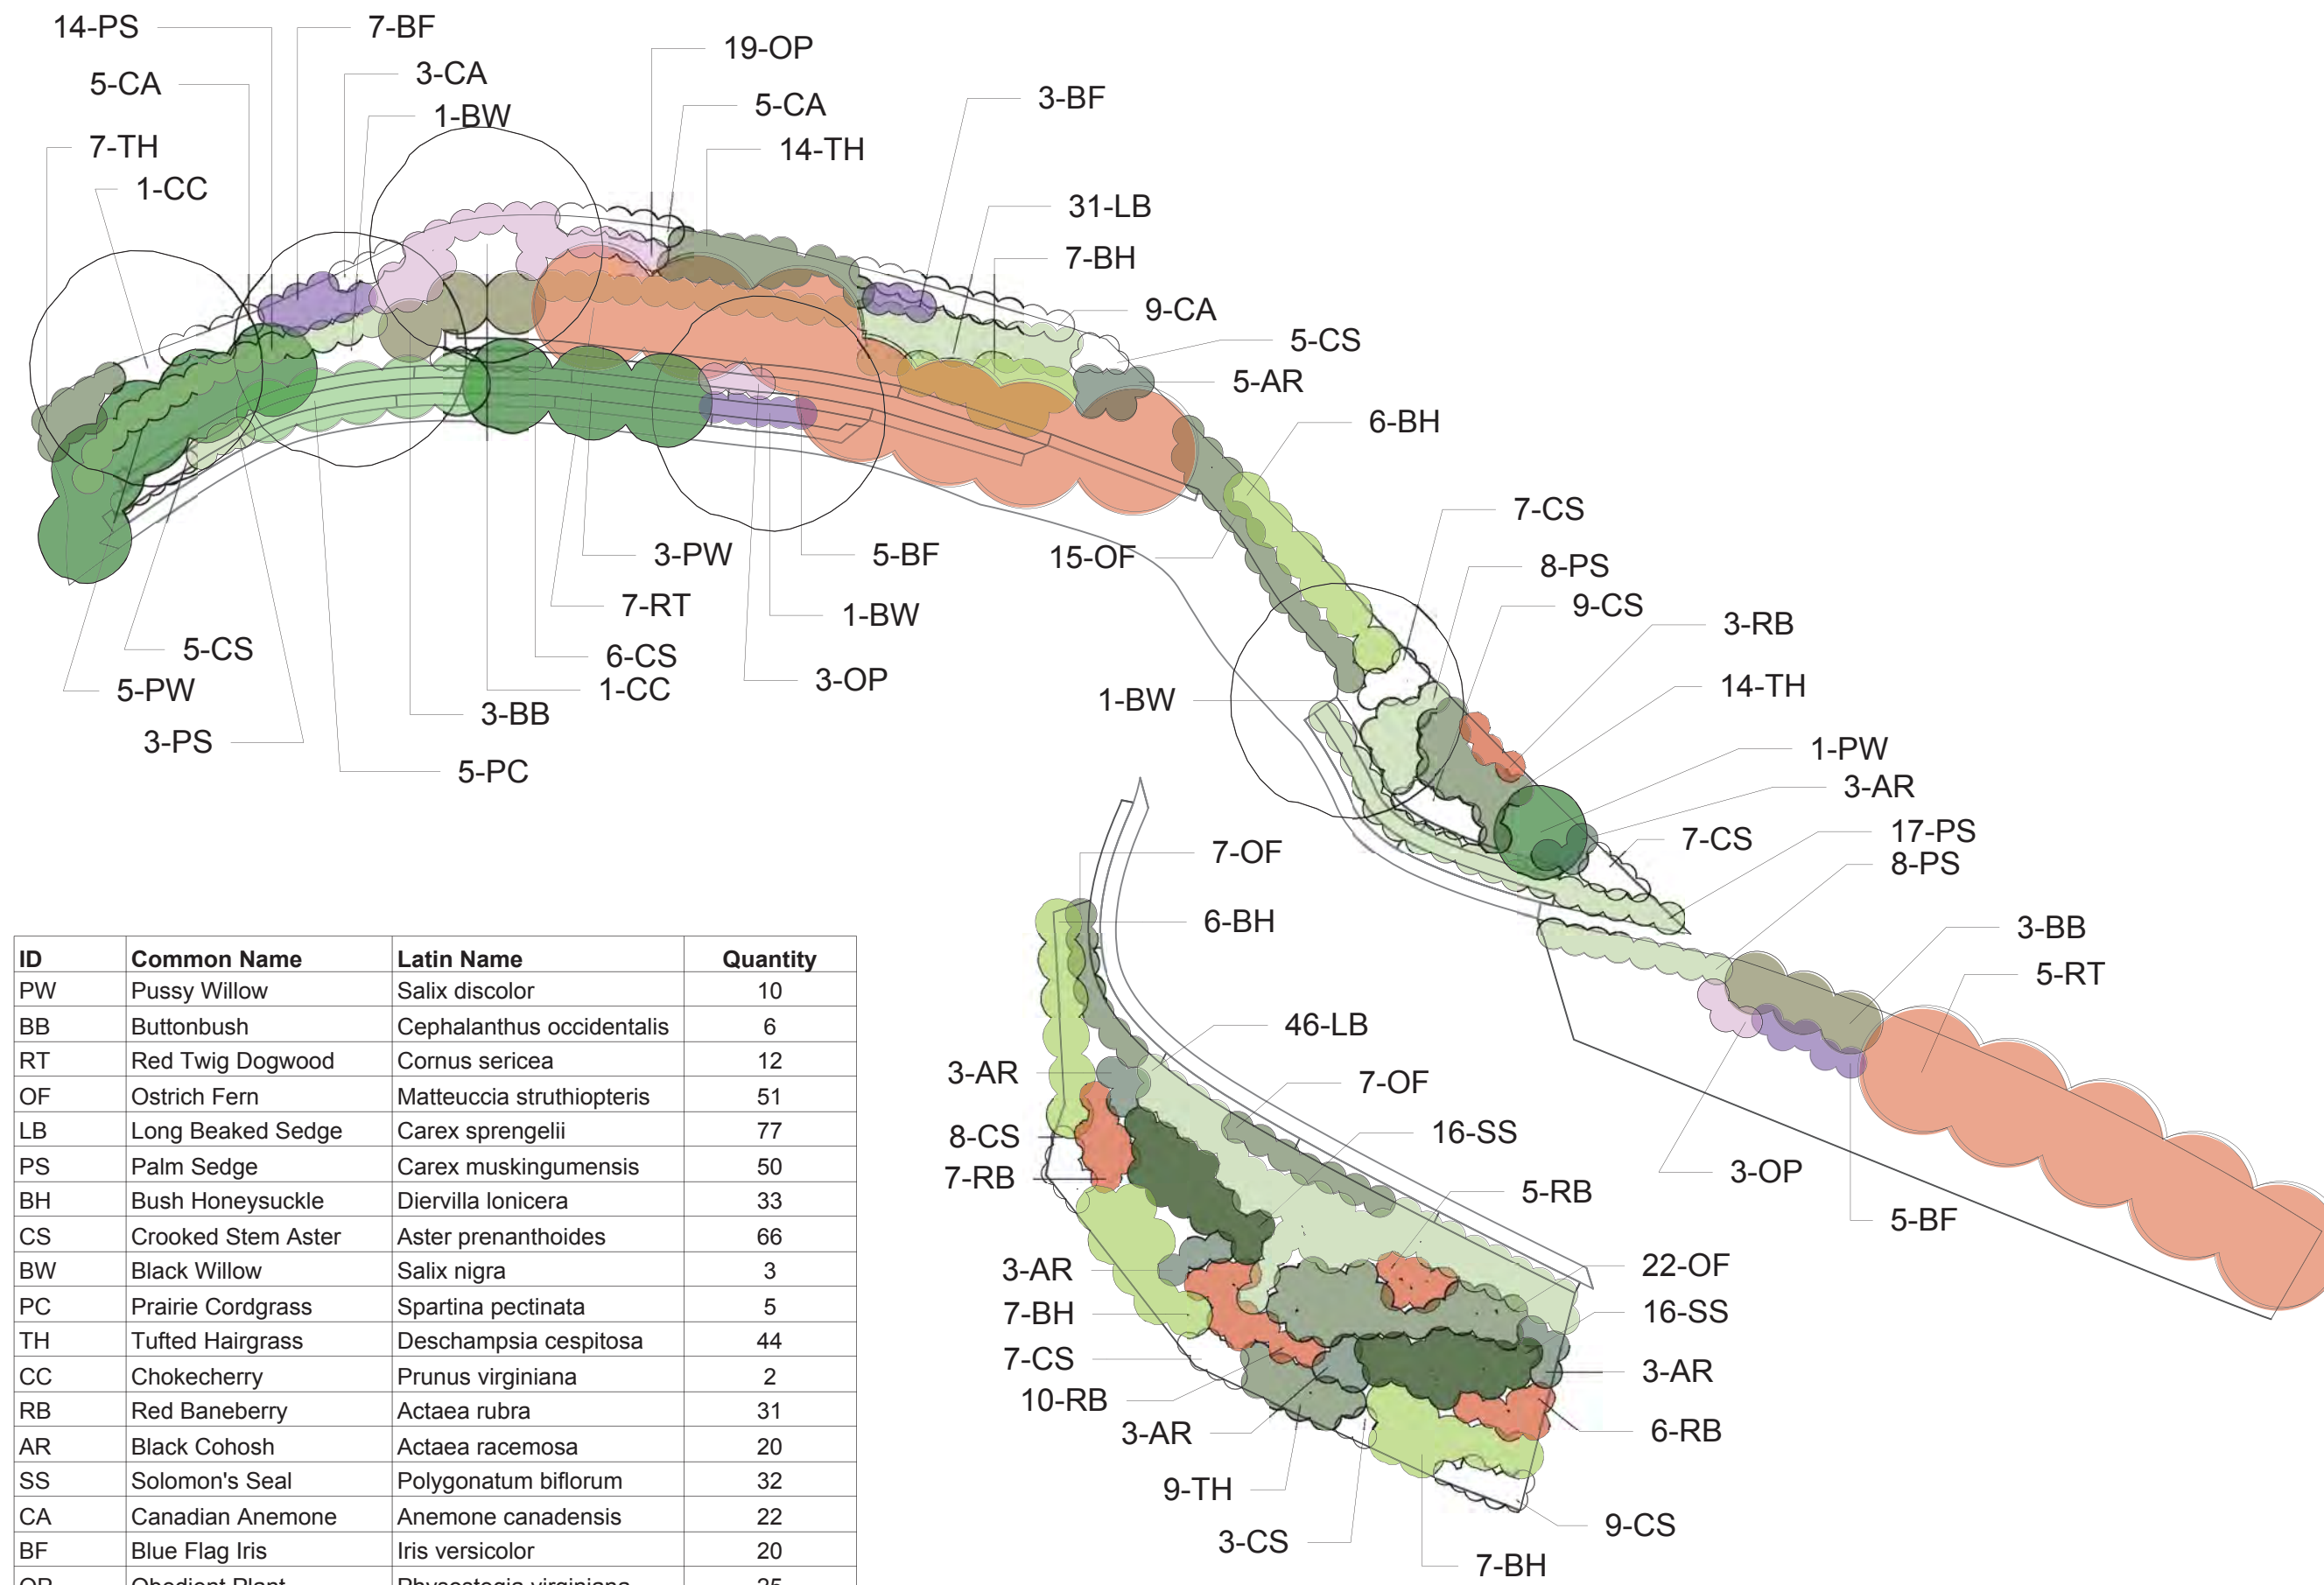 14-PS
7-BF
19-OP
5-CA
3-CA
5-CA
3-BF
1-BW
7-TH
14-TH
1-CC
31-LB
7-BH
9-CA
5-CS
5-AR
6-BH
7-CS
15-OF
3-PW
5-BF
8-PS
9-CS
7-RT
1-BW
3-RB
5-CS
6-CS
3-OP
14-TH
5-PW
1-CC
1-BW
3-BB
3-PS
1-PW
5-PC
3-AR
17-PS
7-CS
8-PS
7-OF
6-BH
3-BB
5-RT
46-LB
3-AR
7-OF
8-CS
16-SS
7-RB
3-OP
5-RB
5-BF
3-AR
22-OF
7-BH
16-SS
7-CS
3-AR
10-RB
3-AR
6-RB
9-TH
9-CS
3-CS
7-BH
ID Common Name Latin Name Quantity
PW Pussy Willow Salix discolor 10
BB Buttonbush Cephalanthus occidentalis 6
RT Red Twig Dogwood Cornus sericea 12
OF Ostrich Fern Matteuccia struthiopteris 51
LB Long Beaked Sedge Carex sprengelii 77
PS Palm Sedge Carex muskingumensis 50
BH Bush Honeysuckle Diervilla lonicera 33
CS Crooked Stem Aster Aster prenanthoides 66
BW Black Willow Salix nigra 3
PC Prairie Cordgrass Spartina pectinata 5
TH Tufted Hairgrass Deschampsia cespitosa 44
CC Chokecherry Prunus virginiana 2
RB Red Baneberry Actaea rubra 31
AR Black Cohosh Actaea racemosa 20
SS Solomon's Seal Polygonatum biflorum 32
CA Canadian Anemone Anemone canadensis 22
BF Blue Flag Iris Iris versicolor 20
OP Obedient Plant Physostegia virginiana 25